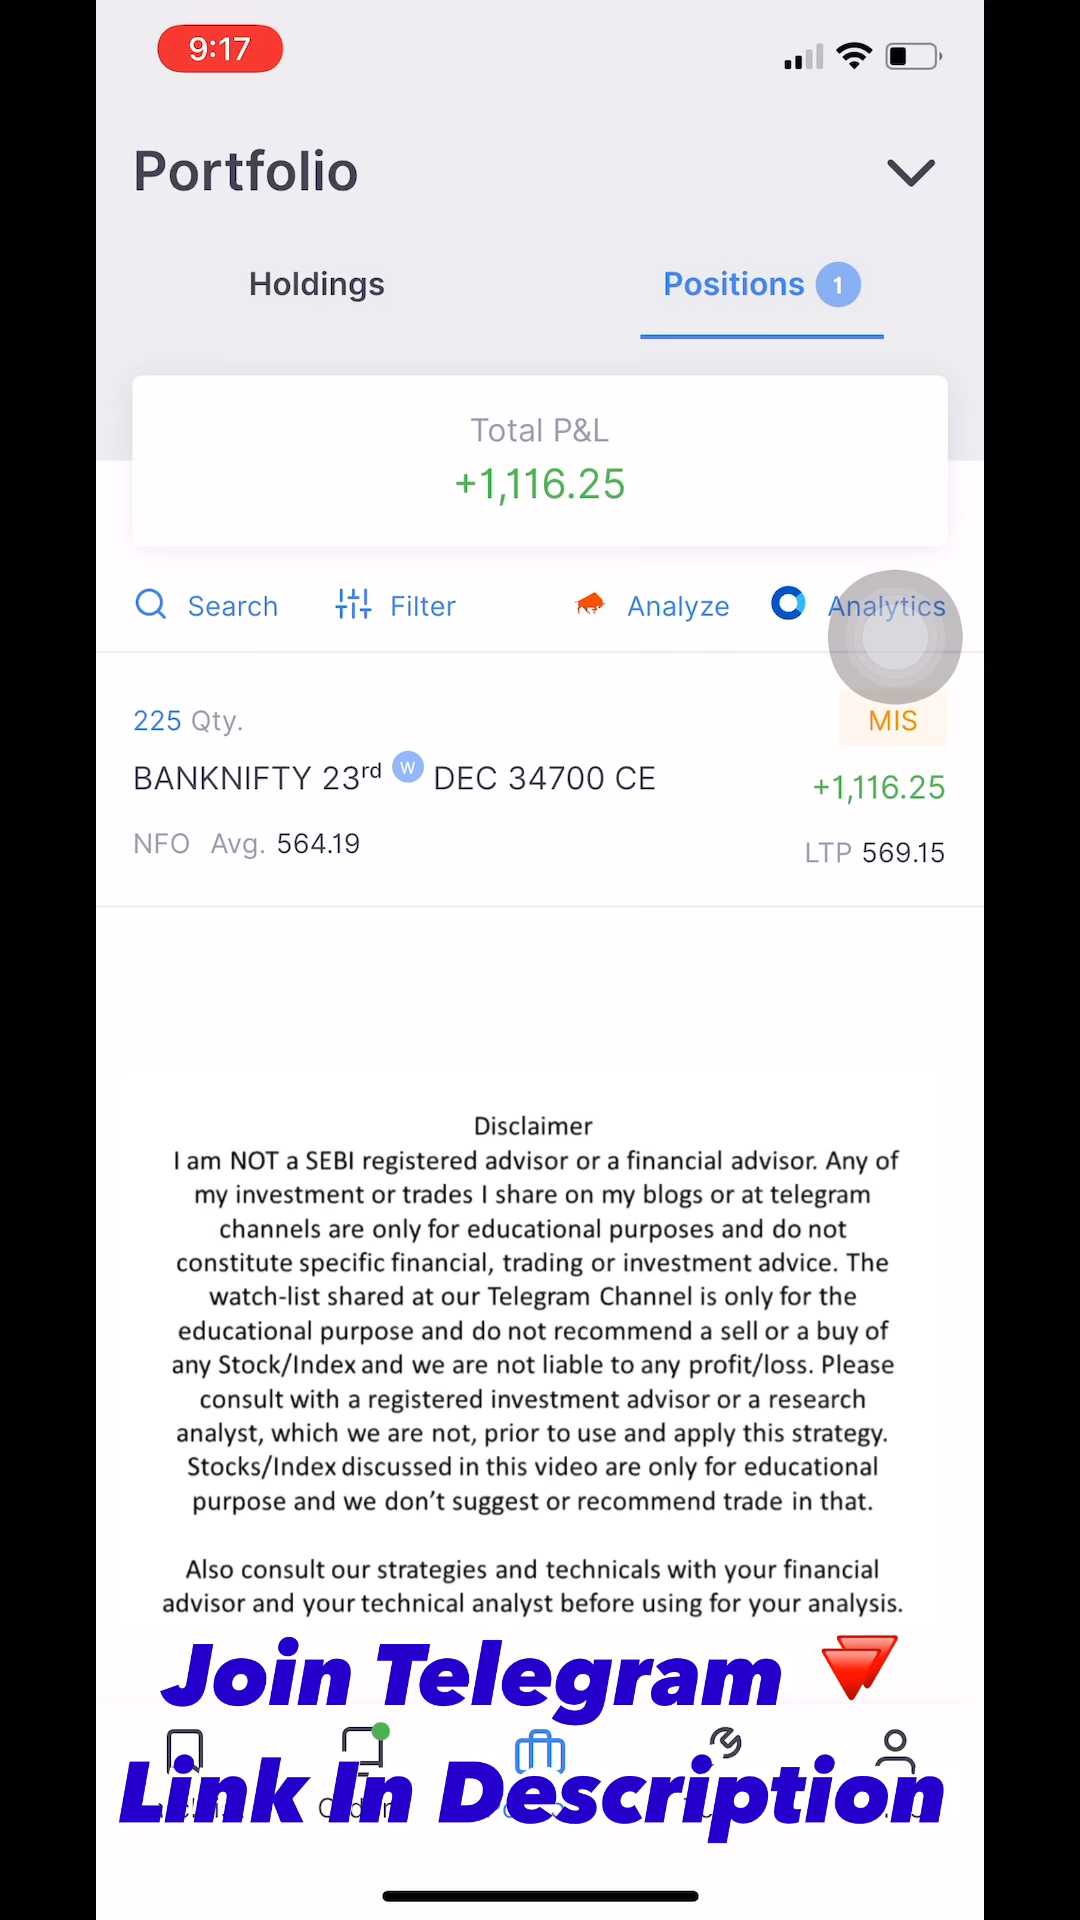 9:17
Portfolio
Holdings
Positions 1
Total P&L
+1,116.25
Search Filter Analyze Analytics
225 Qty.
MIS
BANKNIFTY 23rd W DEC 34700 CE
+1,116.25
NFO Avg. 564.19
LTP 569.15
Disclaimer
I am NOT a SEBI registered advisor or a financial advisor. Any of
my investment or trades I share on my blogs or at telegram
channels are only for educational purposes and do not
constitute specific financial, trading or investment advice. The
watch-list shared at our Telegram Channel is only for the
educational purpose and do not recommend a sell or a buy of
any Stock/Index and we are not liable to any profit/loss. Please
consult with a registered investment advisor or a research
analyst, which we are not, prior to use and apply this strategy.
Stocks/Index discussed in this video are only for educational
purpose and we don’t suggest or recommend trade in that.
Also consult our strategies and technicals with your financial
advisor and your technical analyst before using for your analysis.
Join Telegram
Link In Description